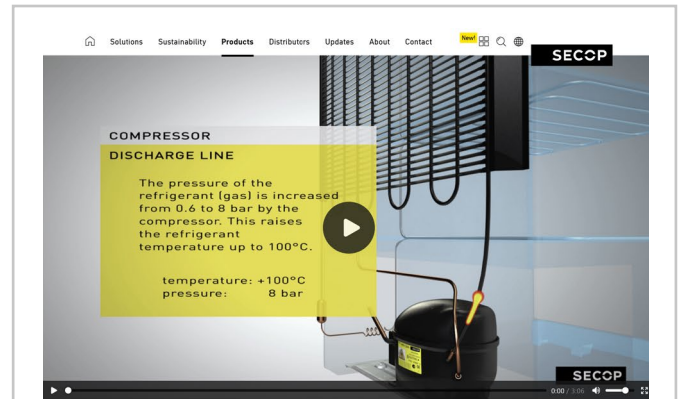 Solutions Sustainability Products Distributors Updates About Contact New!
SECOP
COMPRESSOR
DISCHARGE LINE
The pressure of the
refrigerant (gas) is increased
from 0.6 to 8 bar by the
compressor. This raises
the refrigerant
temperature up to 100°C.
temperature: +100°C
pressure: 8 bar
SECOP
0:00 / 3:06